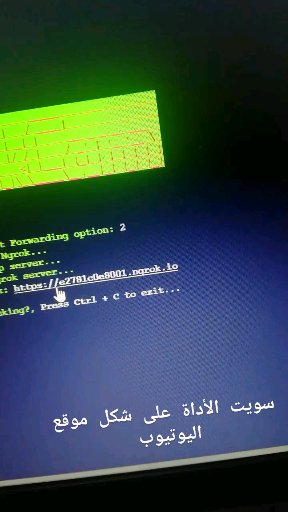 t Forwarding option: 2
Ngrok...
p server...
grok server...
: https://e2781c0e8001.ngrok.io
king?, Press Ctrl + C to exit...
سويت الأداة على شكل موقع
اليوتيوب